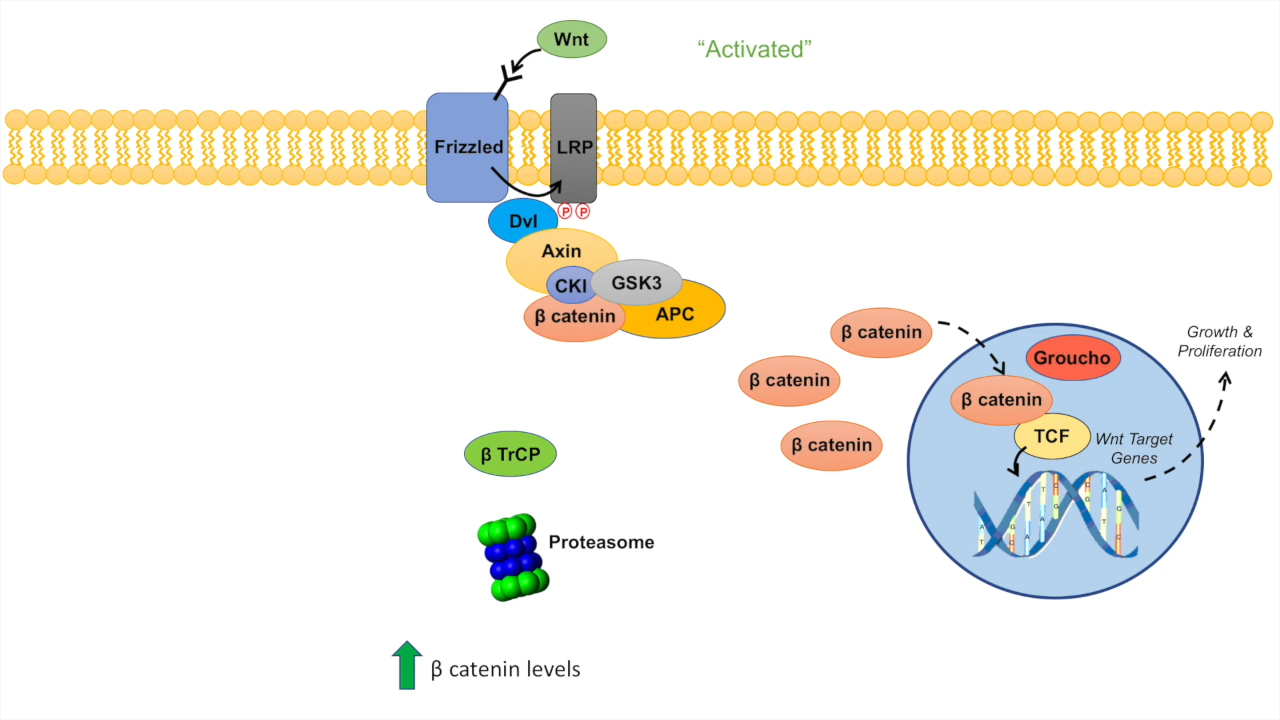 Wnt
“Activated”
Frizzled
LRP
P P
Dvl
Axin
CKI
GSK3
β catenin
APC
β catenin
β catenin
β catenin
Groucho
β catenin
TCF
Wnt Target
Genes
Growth &
Proliferation
β TrCP
Proteasome
β catenin levels